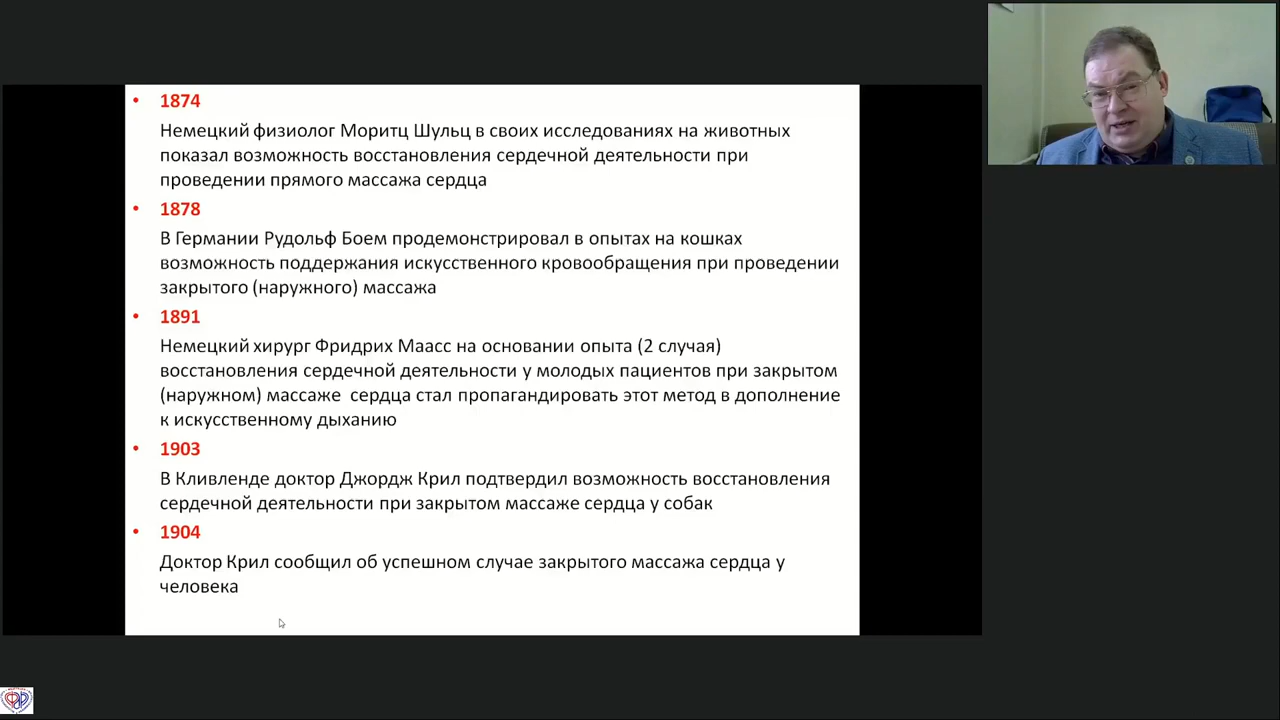 • 1874
Немецкий физиолог Моритц Шульц в своих исследованиях на животных
показал возможность восстановления сердечной деятельности при
проведении прямого массажа сердца
• 1878
В Германии Рудольф Боем продемонстрировал в опытах на кошках
возможность поддержания искусственного кровообращения при проведении
закрытого (наружного) массажа
• 1891
Немецкий хирург Фридрих Маасс на основании опыта (2 случая)
восстановления сердечной деятельности у молодых пациентов при закрытом
(наружном) массаже сердца стал пропагандировать этот метод в дополнение
к искусственному дыханию
• 1903
В Кливленде доктор Джордж Крил подтвердил возможность восстановления
сердечной деятельности при закрытом массаже сердца у собак
• 1904
Доктор Крил сообщил об успешном случае закрытого массажа сердца у
человека